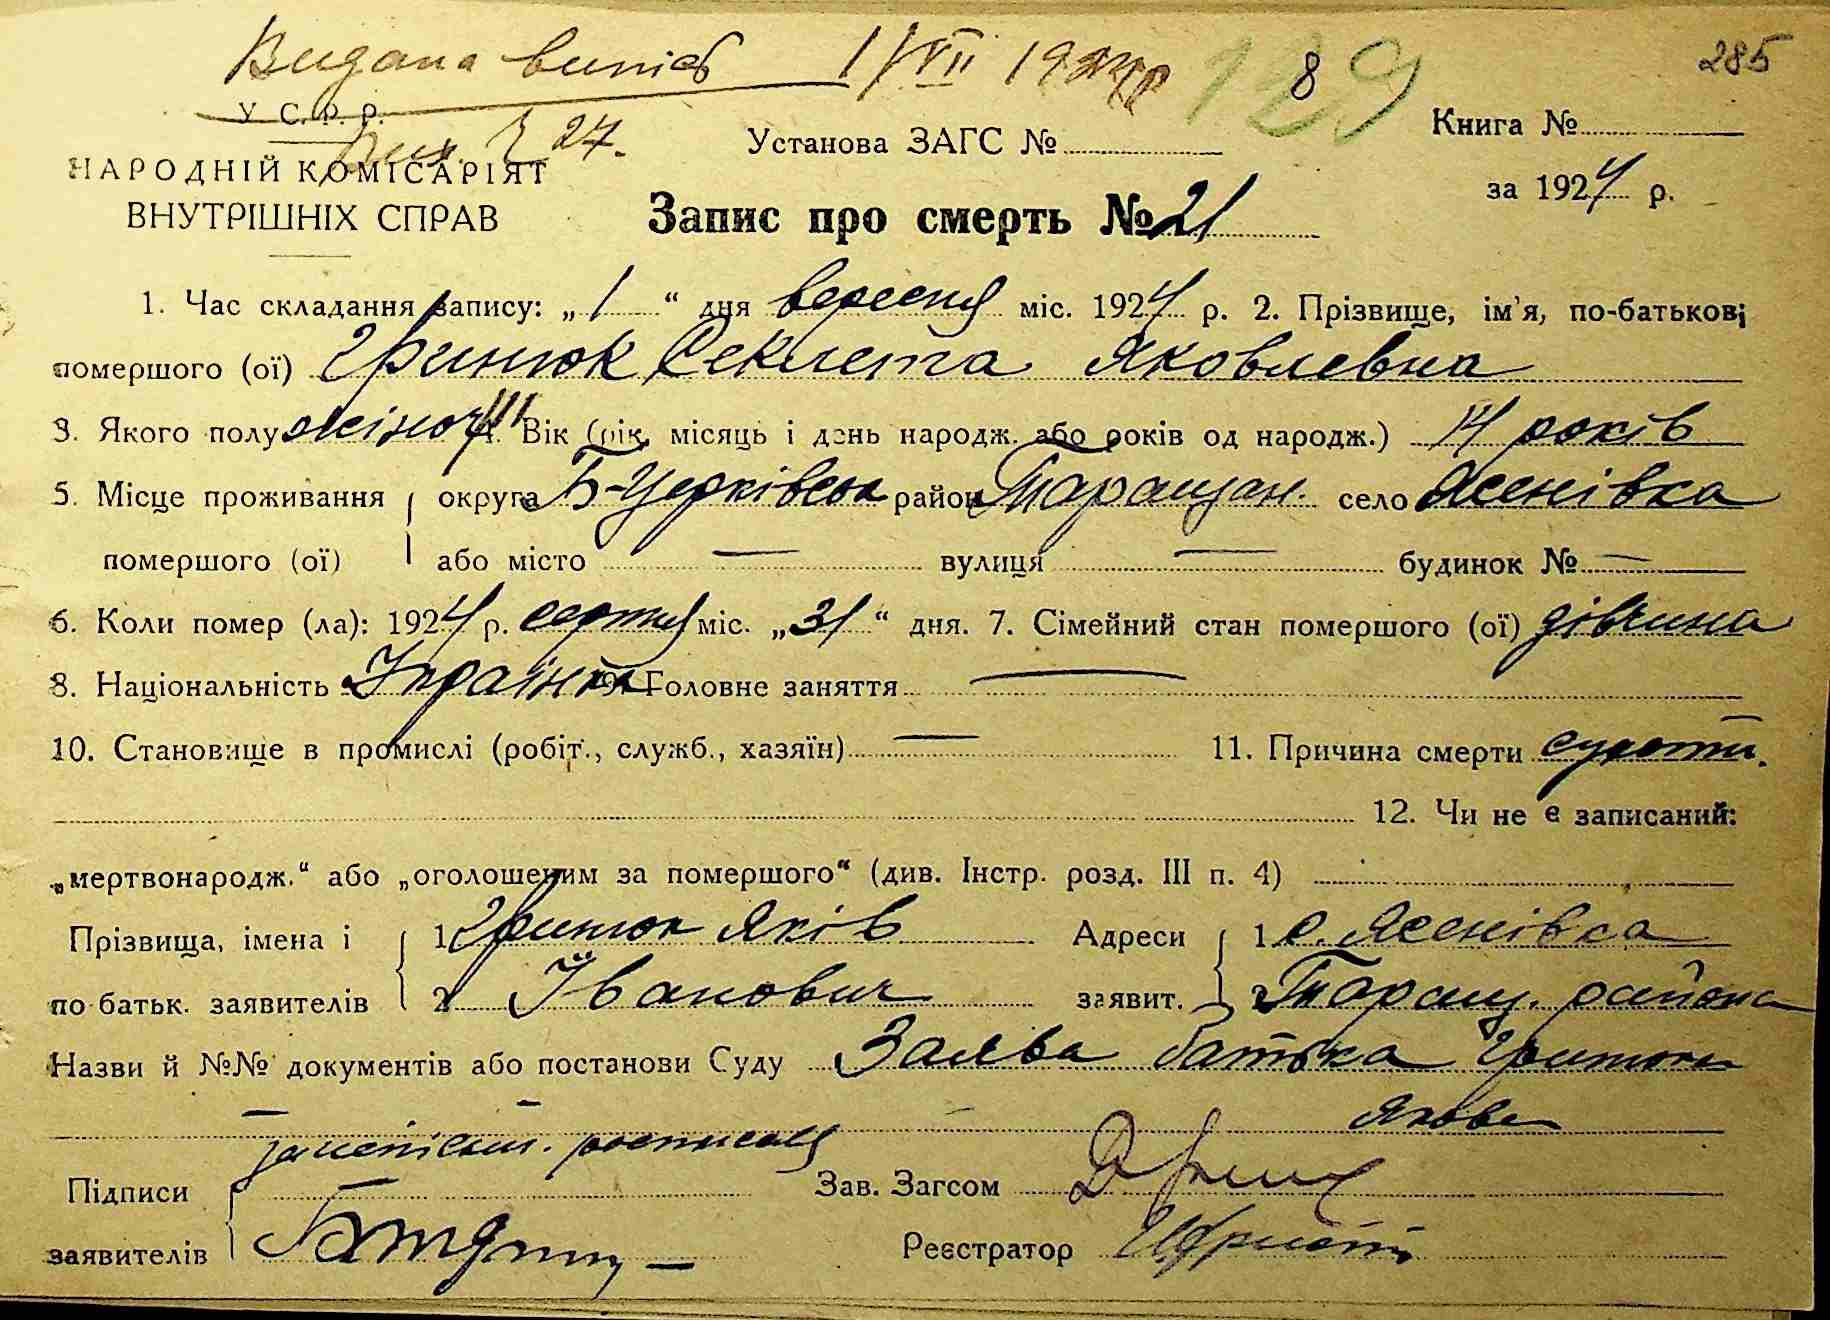 Видана випись 1/VII 1924 р
129
8
285
У С.Р.Р.
27.
Установа ЗАГС №
Книга №
НАРОДНІЙ КОМІСАРІЯТ
ВНУТРІШНІХ СПРАВ
за 1924 р.
Запис про смерть № 21
1. Час складання запису: „1“ дня вересня міс. 1924 р. 2. Прізвище, ім'я, по-батькові
помершого (ої) Гринюк Секлета Яковлевна
3. Якого полу жіноч 4. Вік (рік, місяць і день народж. або років од народж.) 14 років
5. Місце проживання округа Б-Церківськ район Таращан. село Ясенівка
помершого (ої) або місто — вулиця — будинок № —
6. Коли помер (ла): 1924 р. серпня міс. „31“ дня. 7. Сімейний стан помершого (ої) дівчина
8. Національність Українка 9. Головне заняття —
10. Становище в промислі (робіт., служб., хазяїн) — 11. Причина смерти сухоти.
12. Чи не є записаний:
„мертвонародж.“ або „оголошеним за помершого“ (див. Інстр. розд. III п. 4)
Прізвища, імена і 1 Гринюк Яків Адреси 1 с. Ясенівка
по батьк. заявителів 2 Іванович заявит. 2 Таращ. района
Назви й №№ документів або постанови Суду Заява батька Гринюка
Якова
Підписи Зав. Загсом
заявителів Реєстратор